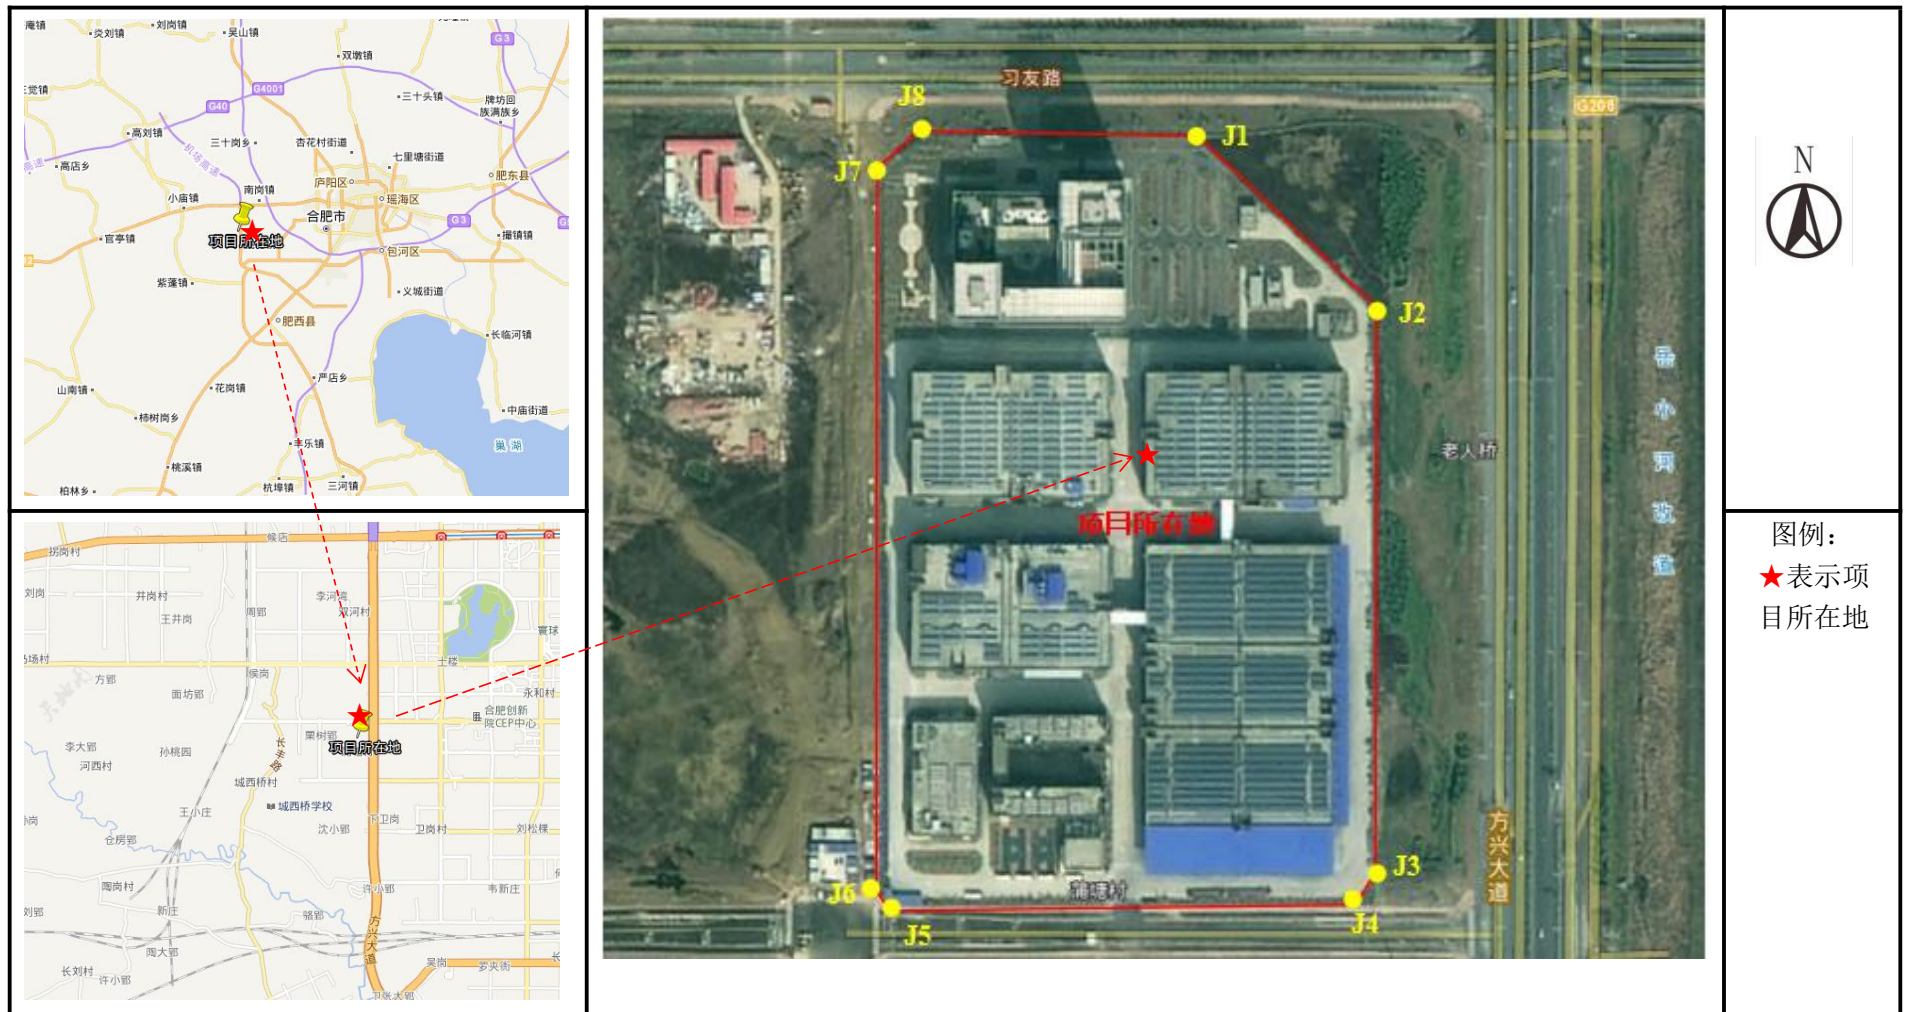 庵镇
炎刘镇
刘岗镇
吴山镇
双墩镇
G3
G4001
G40
三十头镇
牌坊回
族满族乡
高刘镇
三十岗乡
杏花村街道
七里塘街道
机场高速
高店乡
庐阳区
肥东县
小庙镇
南岗镇
瑶海区
合肥市
G3
官亭镇
项目所在地
包河区
撮镇镇
紫蓬镇
义城街道
肥西县
长临河镇
山南镇
花岗镇
严店乡
柿树岗乡
中庙街道
丰乐镇
巢湖
桃溪镇
柏林乡
杭埠镇
三河镇
拐岗村
候店
刘岗
井岗村
李河湾
周郢
双河村
王井岗
寰球
土楼
方郢
面坊郢
侯岗
永和村
合肥创新
院CEP中心
栗树郢
项目所在地
李大郢
孙桃园
河西村
长丰路
城西桥村
城西桥学校
王小庄
沈小郢
下卫岗
卫岗村
刘松棵
仓房郢
陶岗村
许小郢
韦新庄
新庄
骆郢
方兴大道
陶大郢
吴岗
罗夹街
长刘村
许小郢
卫张大郢
习友路
G206
J8
J1
J7
J2
岳小河改道
老人桥
项目所在地
方兴大道
J3
J6
蒲塘村
J4
J5
N
图例：
★表示项
目所在地